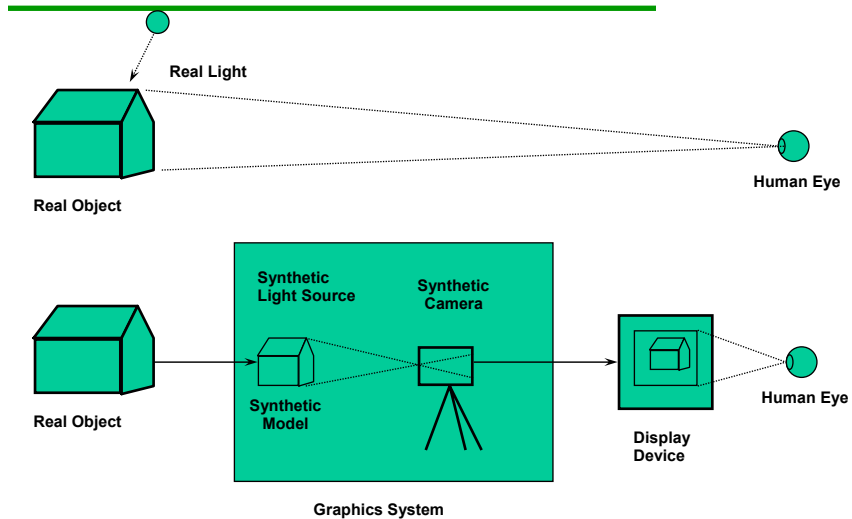 Real Light
Human Eye
Real Object
Synthetic
Light Source
Synthetic
Camera
Synthetic
Model
Real Object
Human Eye
Display
Device
Graphics System